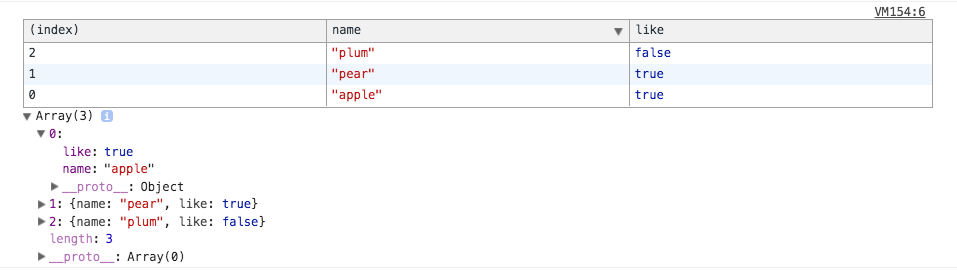 VM154:6
(index) name like
2 "plum" false
1 "pear" true
0 "apple" true
Array(3) i
0:
like: true
name: "apple"
__proto__: Object
1: {name: "pear", like: true}
2: {name: "plum", like: false}
length: 3
__proto__: Array(0)